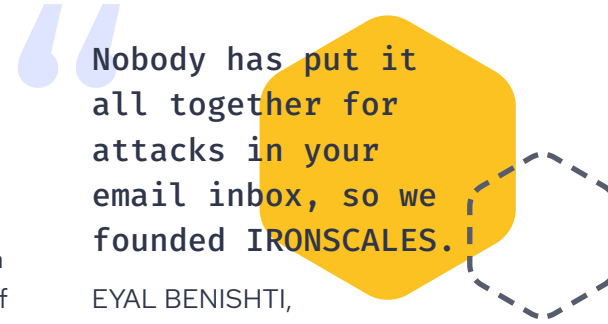 “
Nobody has put it
all together for
attacks in your
email inbox, so we
founded IRONSCALES.
EYAL BENISHTI,
f